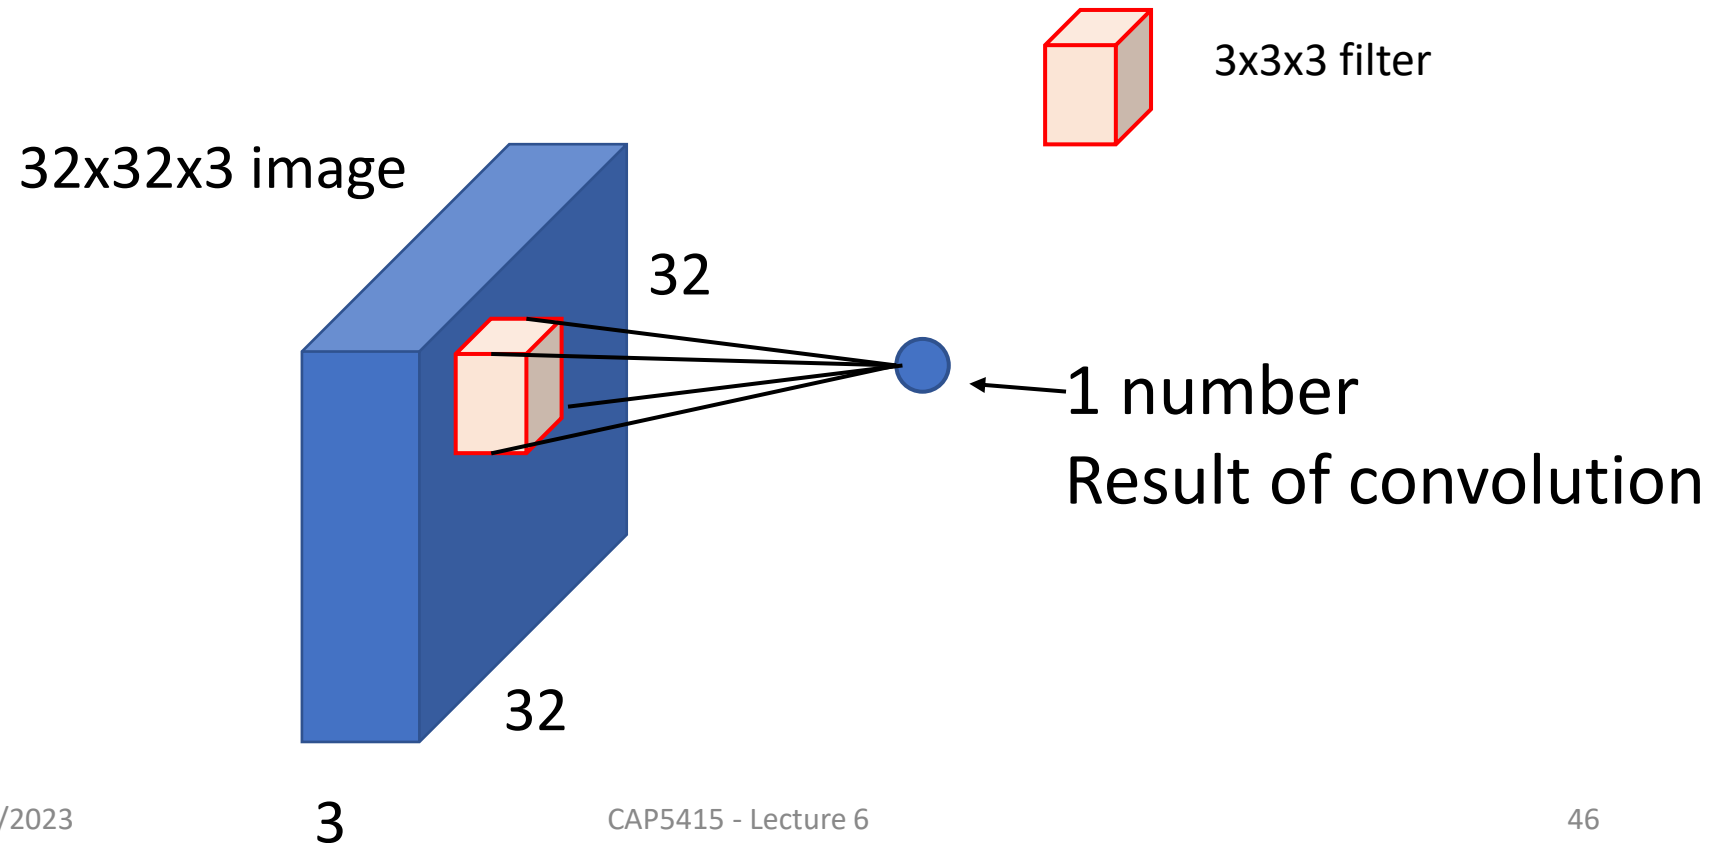 3x3x3 filter
32x32x3 image
32
1 number
Result of convolution
32
3
/2023
CAP5415 - Lecture 6
46